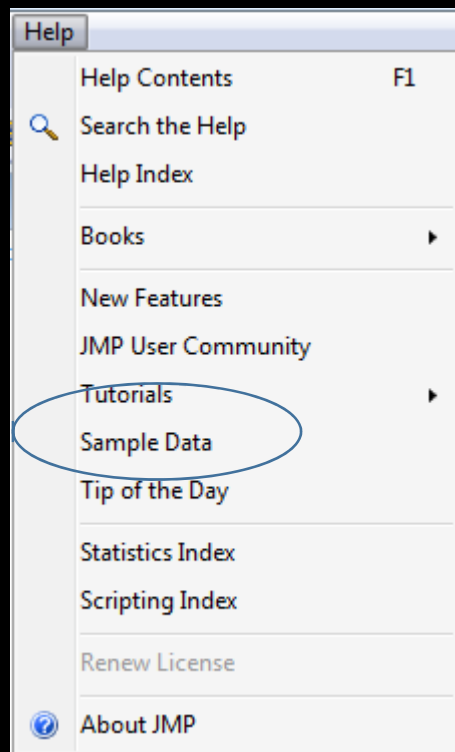 Help
Help Contents F1
Search the Help
Help Index
Books
New Features
JMP User Community
Tutorials
Sample Data
Tip of the Day
Statistics Index
Scripting Index
Renew License
About JMP